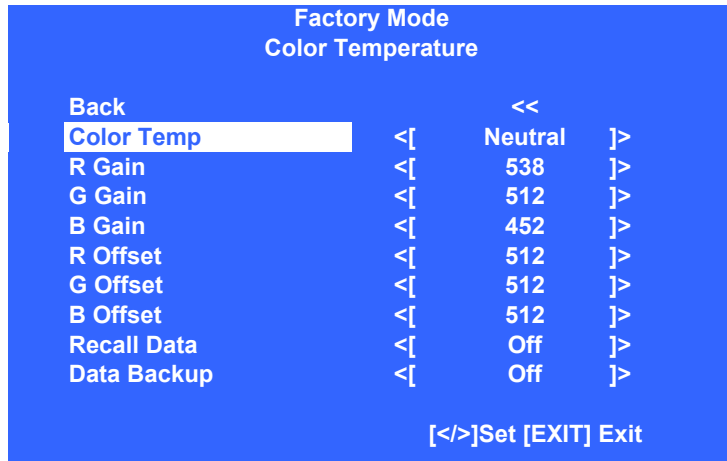 Factory Mode
Color Temperature
Back <<
Color Temp <[ Neutral ]>
R Gain <[ 538 ]>
G Gain <[ 512 ]>
B Gain <[ 452 ]>
R Offset <[ 512 ]>
G Offset <[ 512 ]>
B Offset <[ 512 ]>
Recall Data <[ Off ]>
Data Backup <[ Off ]>
[</>]Set [EXIT] Exit